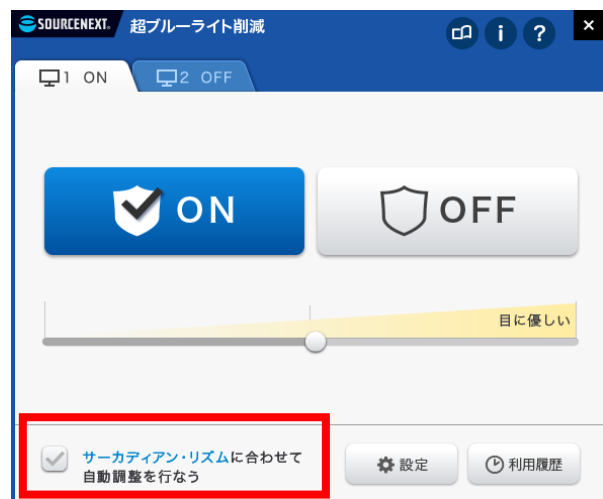 SOURCENEXT. 超ブルーライト削減
i ? ×
1 ON 2 OFF
ON OFF
目に優しい
サーカディアン・リズムに合わせて
自動調整を行なう
設定 利用履歴